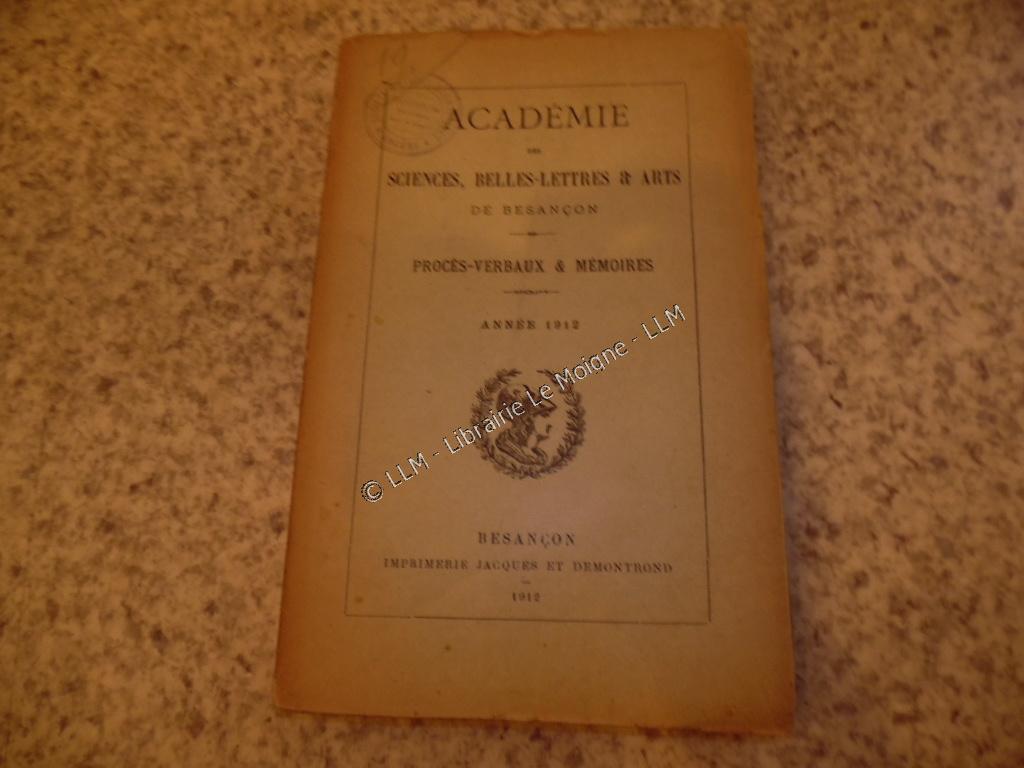 ACADÉMIE
DES
SCIENCES, BELLES-LETTRES & ARTS
DE BESANÇON
PROCÈS-VERBAUX & MÉMOIRES
ANNÉE 1912
© LLM - Librairie Le Moigne - LLM
BESANÇON
IMPRIMERIE JACQUES ET DEMONTROND
1912